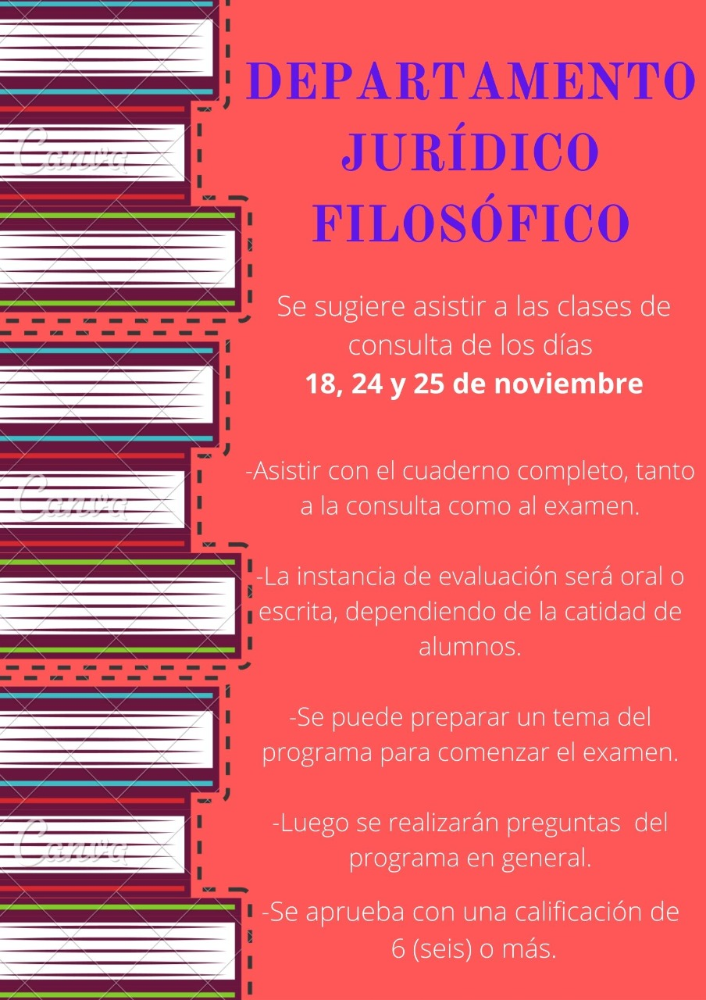 DEPARTAMENTO
JURÍDICO
FILOSÓFICO
Se sugiere asistir a las clases de
consulta de los días
18, 24 y 25 de noviembre
-Asistir con el cuaderno completo, tanto
a la consulta como al examen.
-La instancia de evaluación será oral o
escrita, dependiendo de la catidad de
alumnos.
-Se puede preparar un tema del
programa para comenzar el examen.
-Luego se realizarán preguntas  del
programa en general.
-Se aprueba con una calificación de
6 (seis) o más.
Canva
Canva
Canva